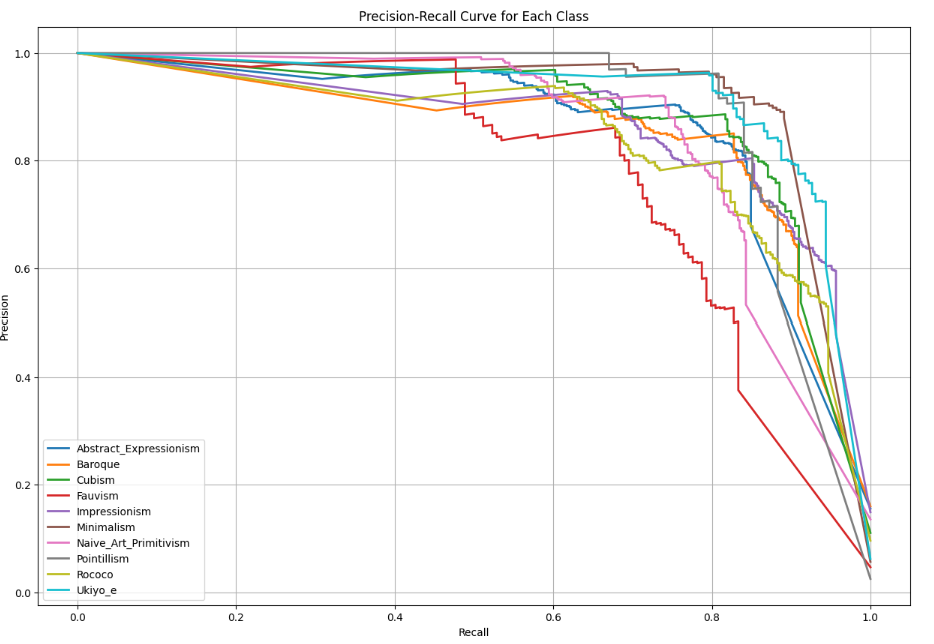 Precision-Recall Curve for Each Class
1.0
0.8
0.6
0.4
0.2
0.0
Precision
Abstract_Expressionism
Baroque
Cubism
Fauvism
Impressionism
Minimalism
Naive_Art_Primitivism
Pointillism
Rococo
Ukiyo_e
0.0 0.2 0.4 0.6 0.8 1.0
Recall